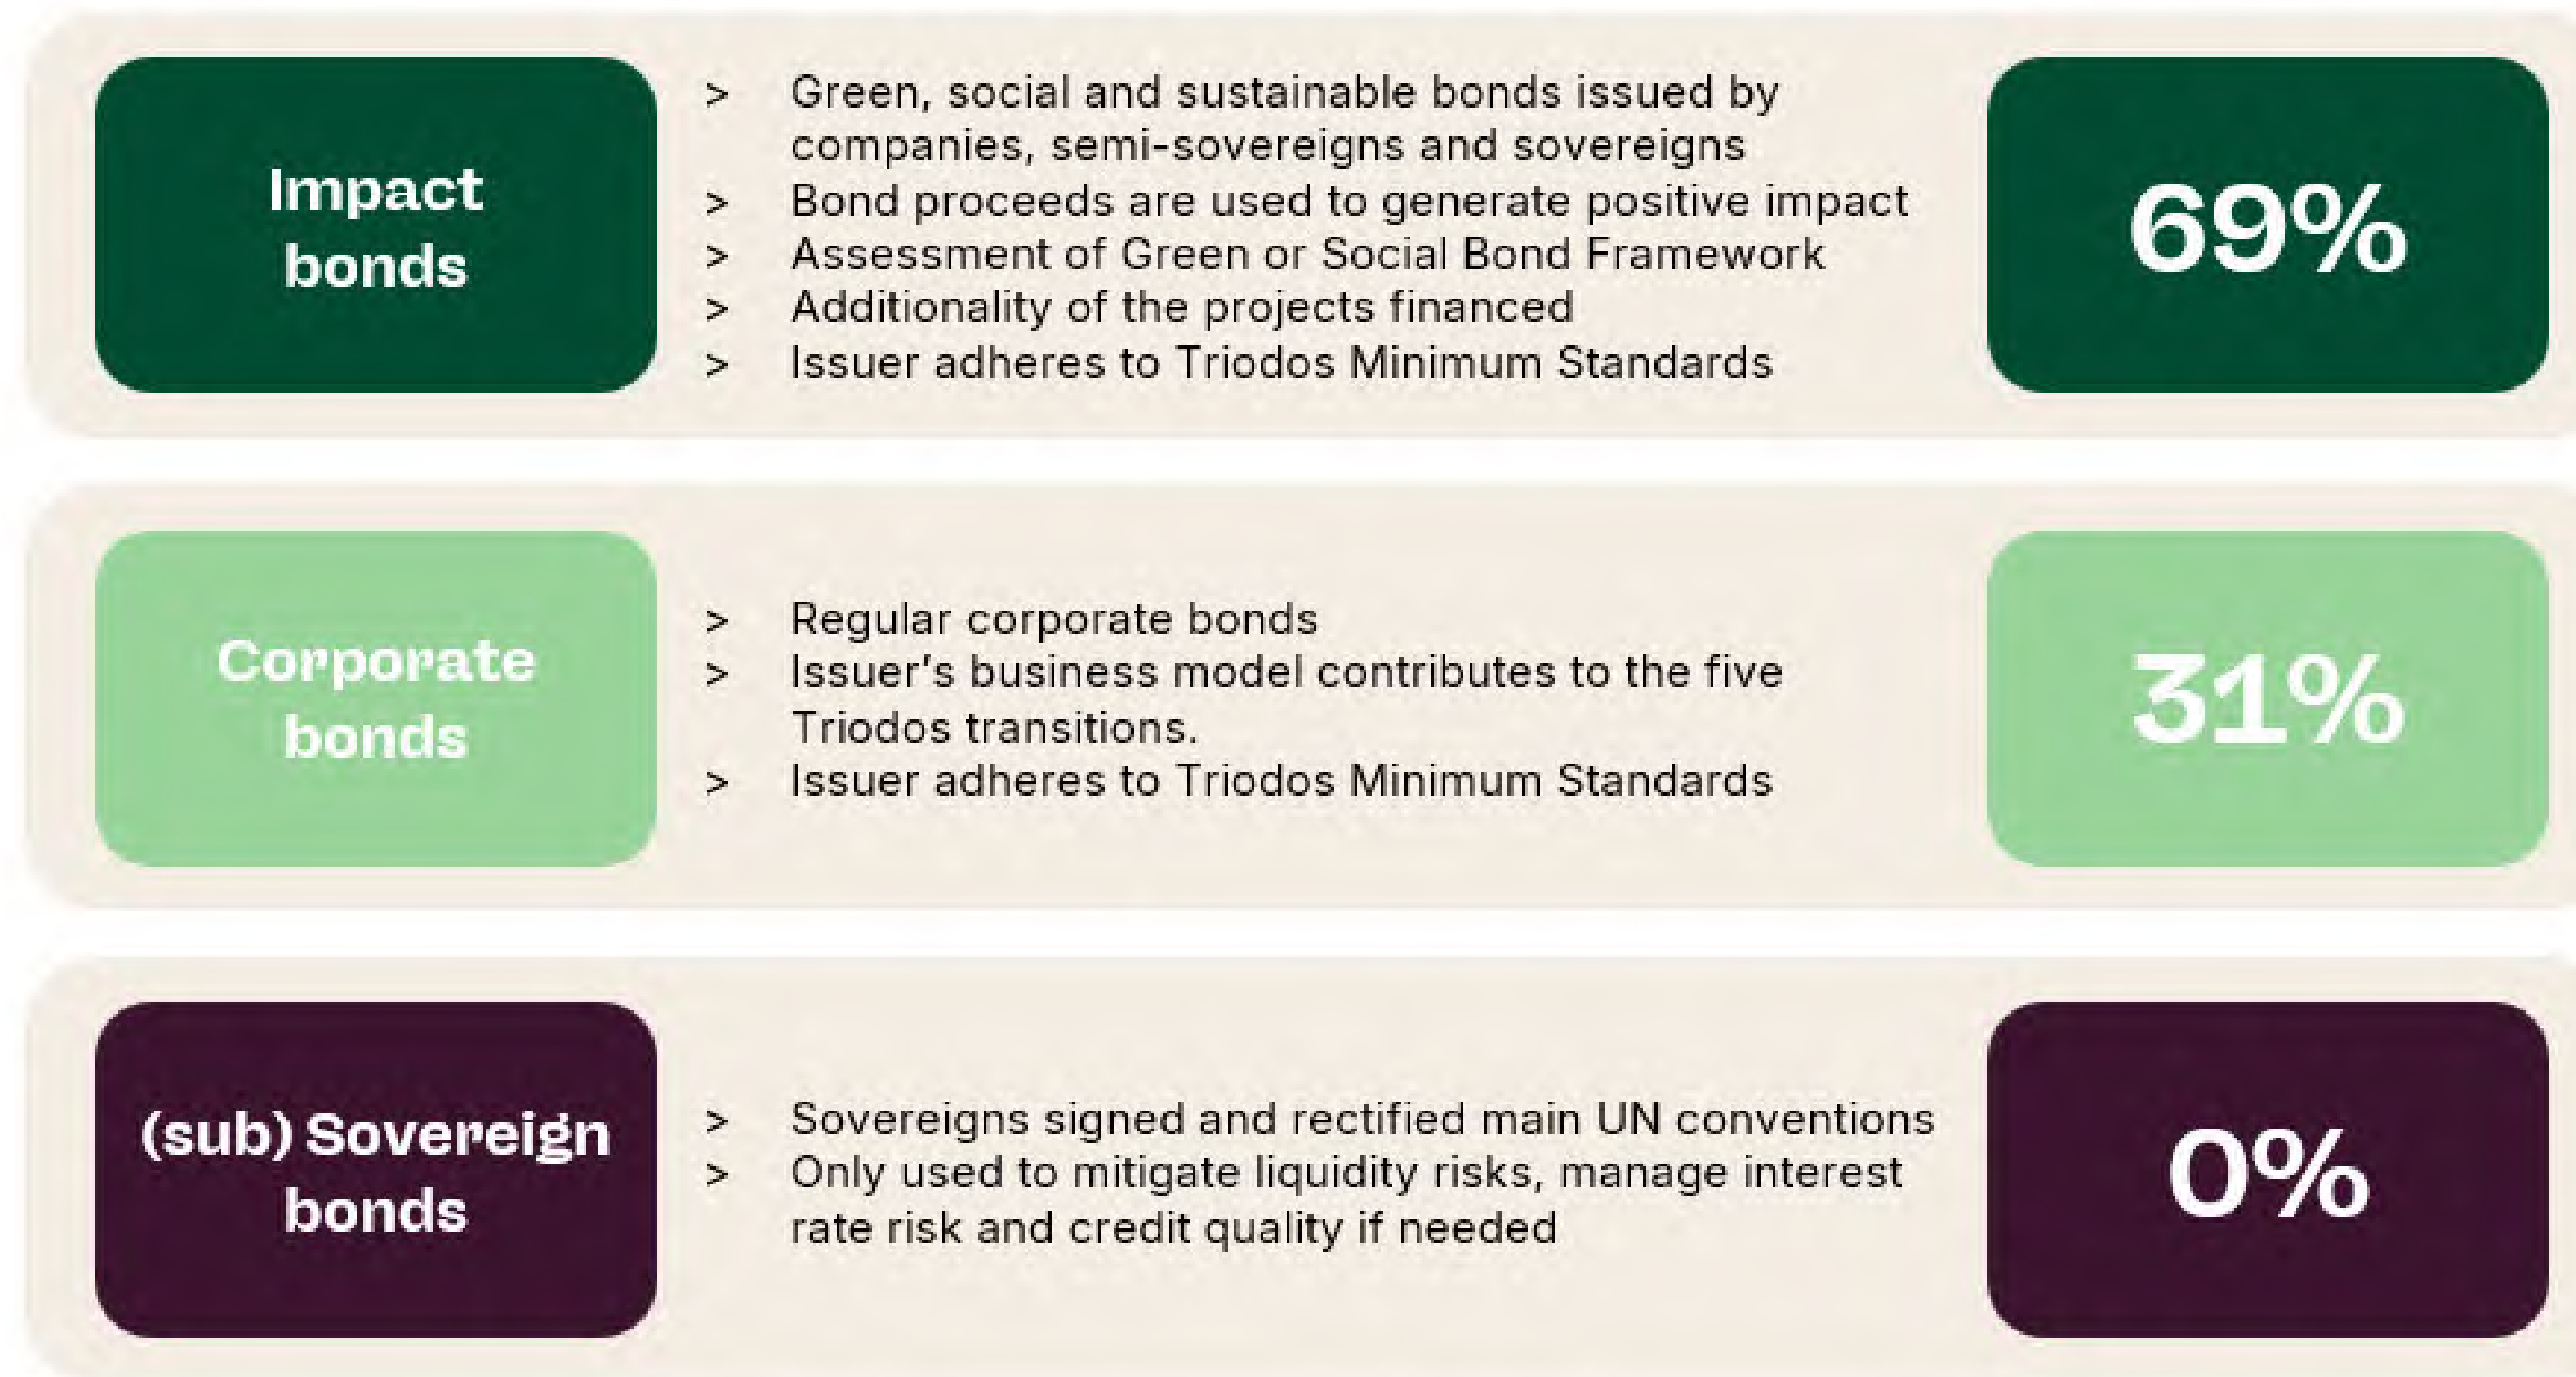 Impact
bonds
> Green, social and sustainable bonds issued by
companies, semi-sovereigns and sovereigns
> Bond proceeds are used to generate positive impact
> Assessment of Green or Social Bond Framework
> Additionality of the projects financed
> Issuer adheres to Triodos Minimum Standards
69%
Corporate
bonds
> Regular corporate bonds
> Issuer’s business model contributes to the five
Triodos transitions.
> Issuer adheres to Triodos Minimum Standards
31%
(sub) Sovereign
bonds
> Sovereigns signed and rectified main UN conventions
> Only used to mitigate liquidity risks, manage interest
rate risk and credit quality if needed
0%